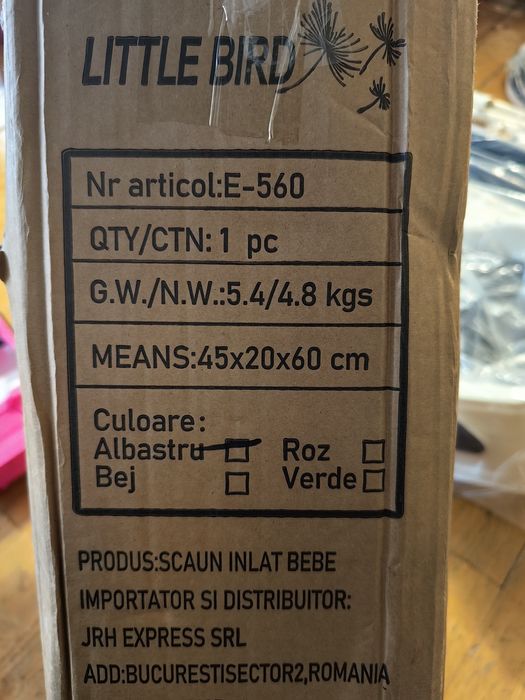 LITTLE BIRD
Nr articol:E-560
QTY/CTN: 1 pc
G.W./N.W.:5.4/4.8 kgs
MEANS:45x20x60 cm
Culoare:
Albastru Roz
Bej Verde
PRODUS:SCAUN INLAT BEBE
IMPORTATOR SI DISTRIBUITOR:
JRH EXPRESS SRL
ADD:BUCURESTISECTOR2,ROMANIA